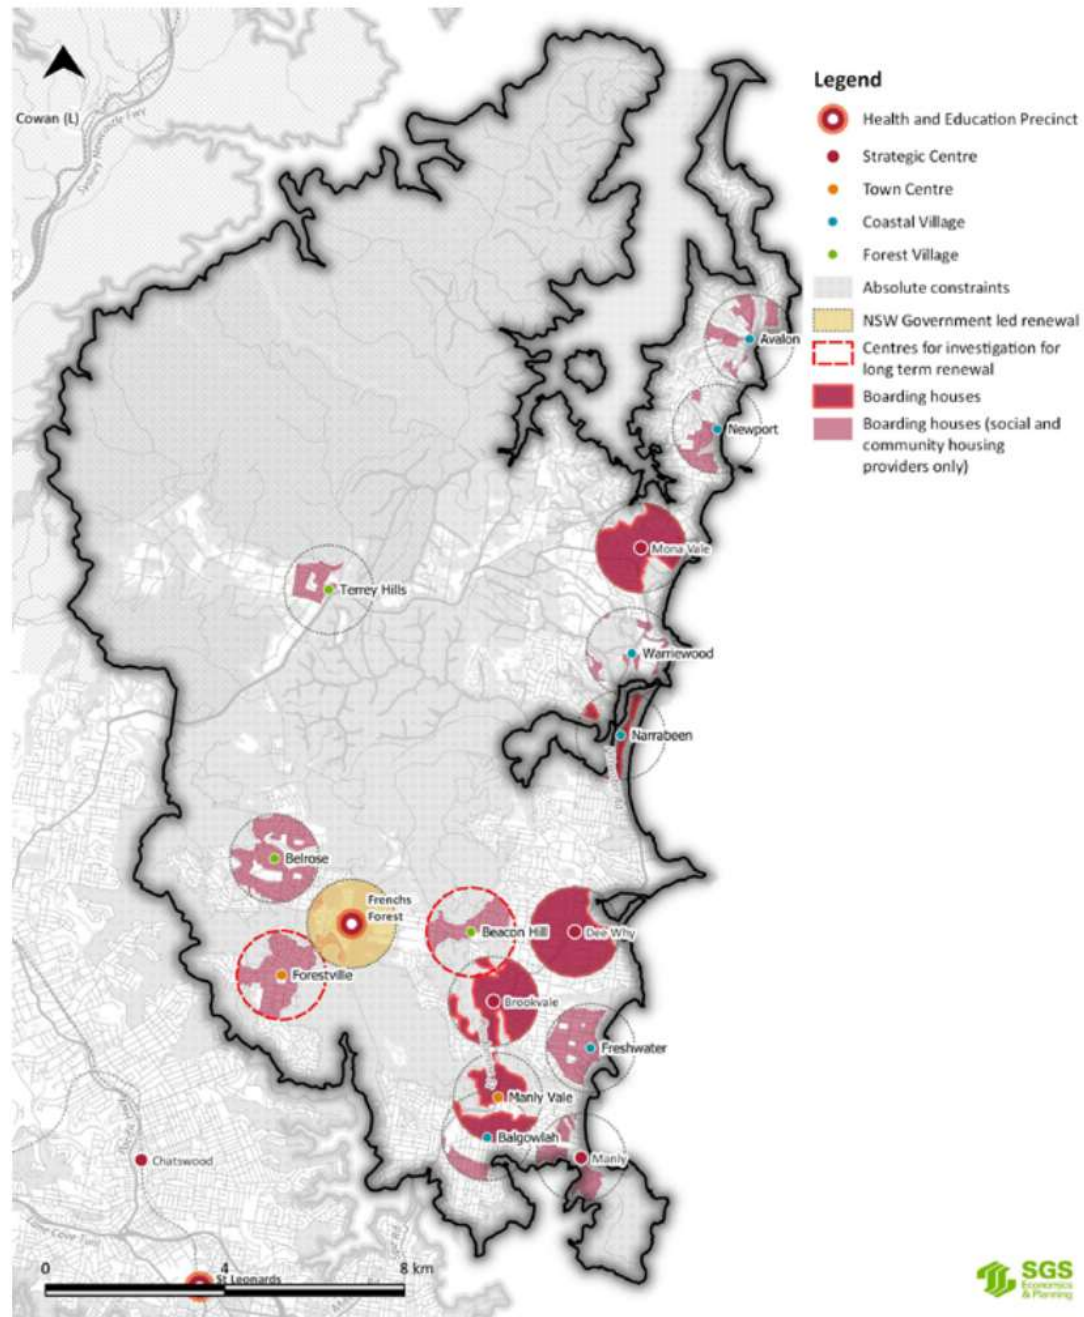 Legend
Health and Education Precinct
Strategic Centre
Town Centre
Coastal Village
Forest Village
Absolute constraints
NSW Government led renewal
Centres for investigation for
long term renewal
Boarding houses
Boarding houses (social and
community housing
providers only)
Cowan (L)
Sydney Newcastle Fwy
Avalon
Newport
Mona Vale
Terrey Hills
Warriewood
Narrabeen
Belrose
Frenchs
Forest
Beacon Hill
Dee Why
Forestville
Brookvale
Freshwater
Manly Vale
Balgowlah
Manly
Chatswood
St Leonards
0 4 8 km
SGS
Economics
& Planning